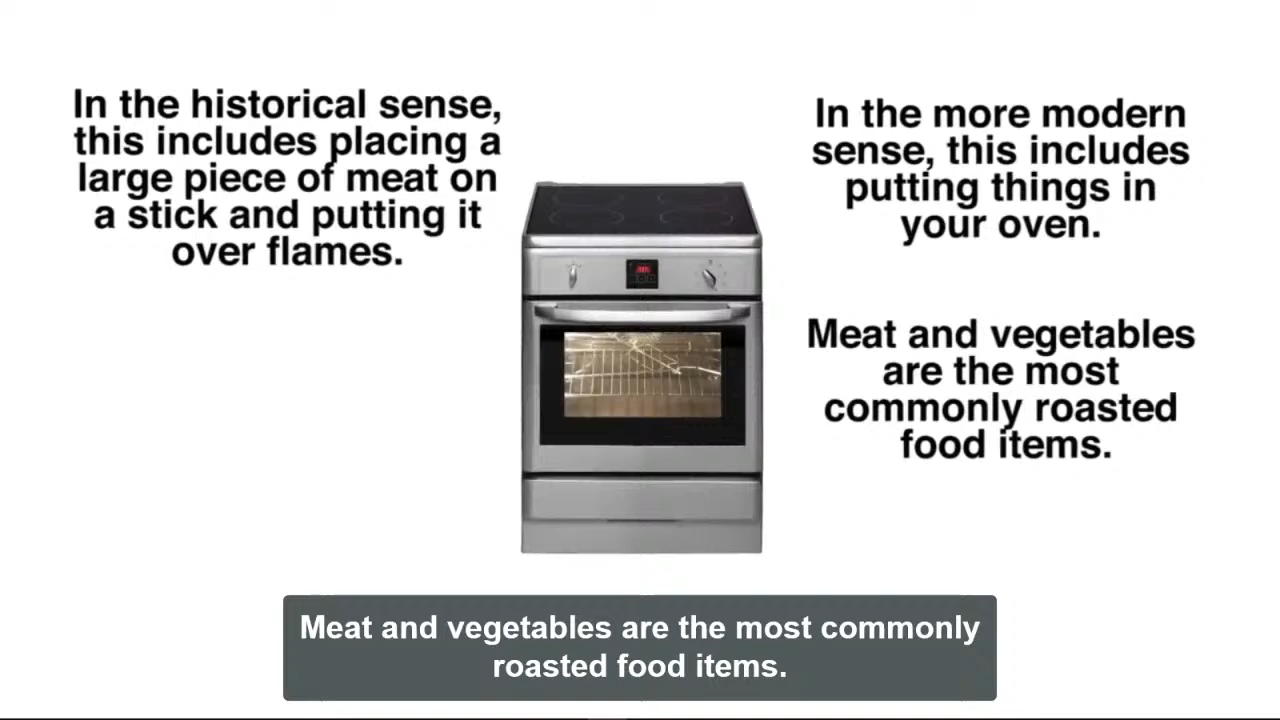 In the historical sense,
this includes placing a
large piece of meat on
a stick and putting it
over flames.
In the more modern
sense, this includes
putting things in
your oven.
Meat and vegetables
are the most
commonly roasted
food items.
Meat and vegetables are the most commonly
roasted food items.